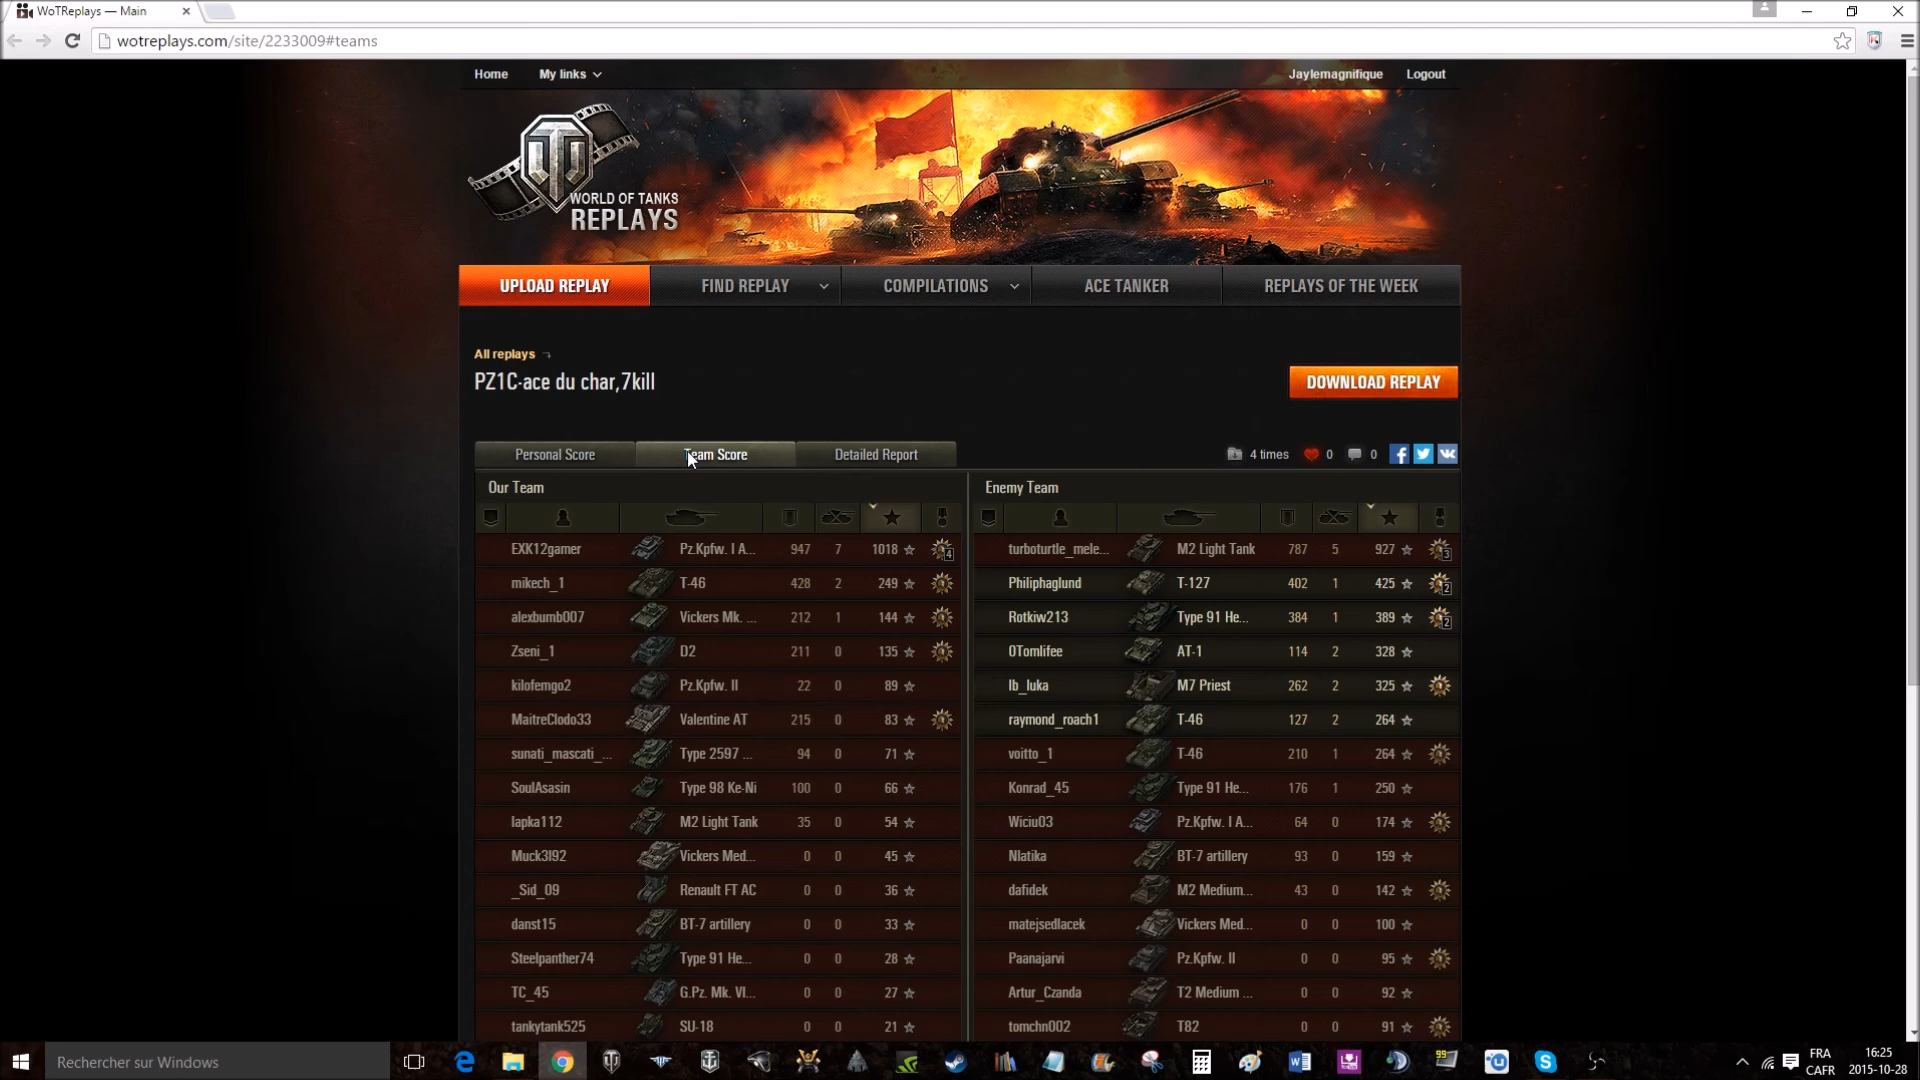 WoTReplays — Main
wotreplays.com/site/2233009#teams
Home My links Jaylemagnifique Logout
WORLD OF TANKS
REPLAYS
UPLOAD REPLAY FIND REPLAY COMPILATIONS ACE TANKER REPLAYS OF THE WEEK
All replays
PZ1C-ace du char,7kill
DOWNLOAD REPLAY
Personal Score Team Score Detailed Report 4 times 0 0
Our Team Enemy Team
EXK12gamer Pz.Kpfw. I A... 947 7 1018 4 turboturtle_mele... M2 Light Tank 787 5 927 3
mikech_1 T-46 428 2 249 Philiphaglund T-127 402 1 425 2
alexbumb007 Vickers Mk. ... 212 1 144 Rotkiw213 Type 91 He... 384 1 389 2
Zseni_1 D2 211 0 135 OTomlifee AT-1 114 2 328
kilofemgo2 Pz.Kpfw. II 22 0 89 lb_luka M7 Priest 262 2 325
MaitreClodo33 Valentine AT 215 0 83 raymond_roach1 T-46 127 2 264
sunati_mascati_... Type 2597 ... 94 0 71 voitto_1 T-46 210 1 264
SoulAsasin Type 98 Ke-Ni 100 0 66 Konrad_45 Type 91 He... 176 1 250
lapka112 M2 Light Tank 35 0 54 Wiciu03 Pz.Kpfw. I A... 64 0 174
Muck3l92 Vickers Med... 0 0 45 Nlatika BT-7 artillery 93 0 159
_Sid_09 Renault FT AC 0 0 36 dafidek M2 Medium... 43 0 142
danst15 BT-7 artillery 0 0 33 matejsedlacek Vickers Med... 0 0 100
Steelpanther74 Type 91 He... 0 0 28 Paanajarvi Pz.Kpfw. II 0 0 95
TC_45 G.Pz. Mk. VI... 0 0 27 Artur_Czanda T2 Medium ... 0 0 92
tankytank525 SU-18 0 0 21 tomchn002 T82 0 0 91
Rechercher sur Windows 99 FRA 16:25
CAFR 2015-10-28